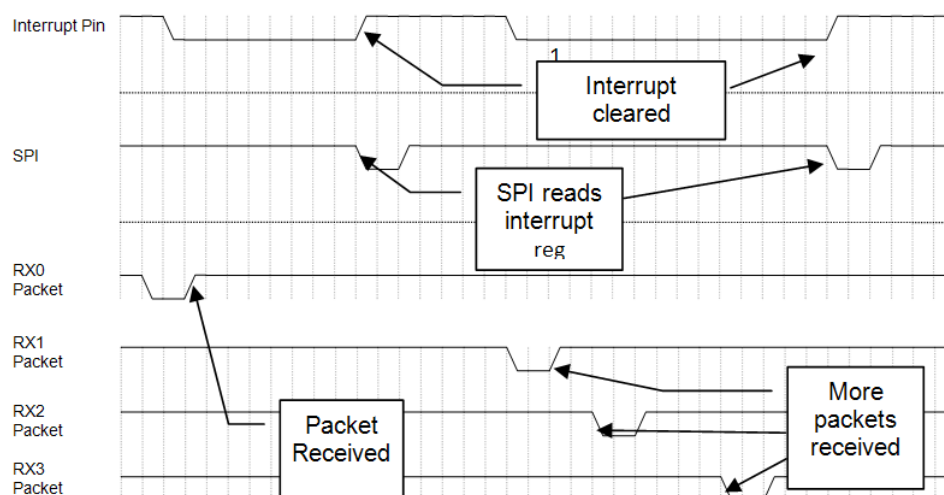 Interrupt Pin
1
Interrupt
cleared
SPI
SPI reads
interrupt
reg
RX0
Packet
RX1
Packet
More
packets
received
RX2
Packet
Packet
Received
RX3
Packet